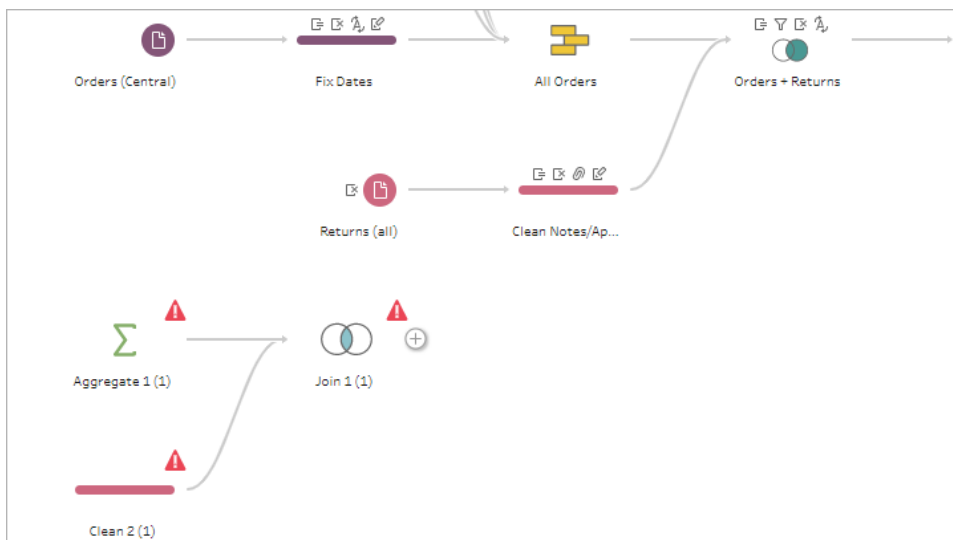 Orders (Central)
Fix Dates
All Orders
Orders + Returns
Returns (all)
Clean Notes/Ap...
Aggregate 1 (1)
Join 1 (1)
Clean 2 (1)